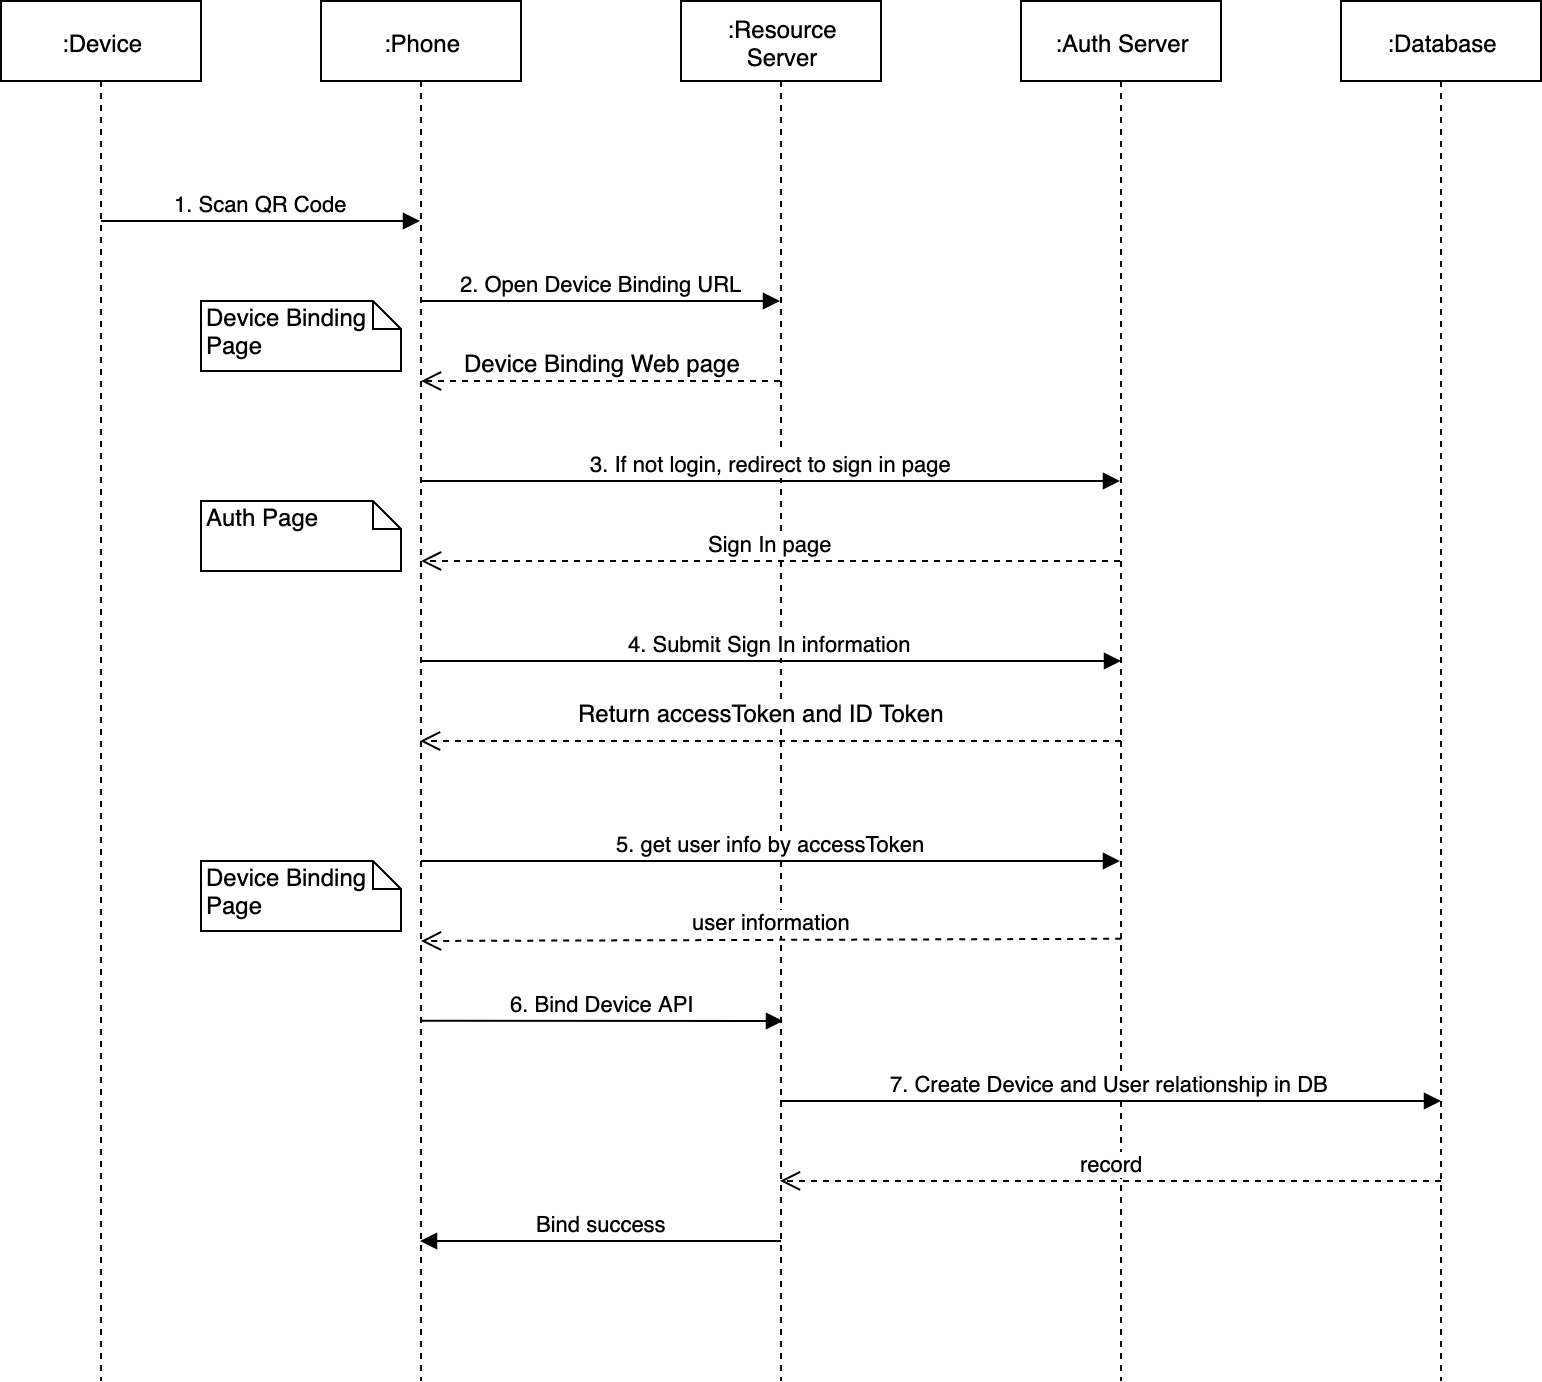 :Device
:Phone
:Resource
Server
:Auth Server
:Database
1. Scan QR Code
2. Open Device Binding URL
Device Binding
Page
Device Binding Web page
3. If not login, redirect to sign in page
Auth Page
Sign In page
4. Submit Sign In information
Return accessToken and ID Token
5. get user info by accessToken
Device Binding
Page
user information
6. Bind Device API
7. Create Device and User relationship in DB
record
Bind success